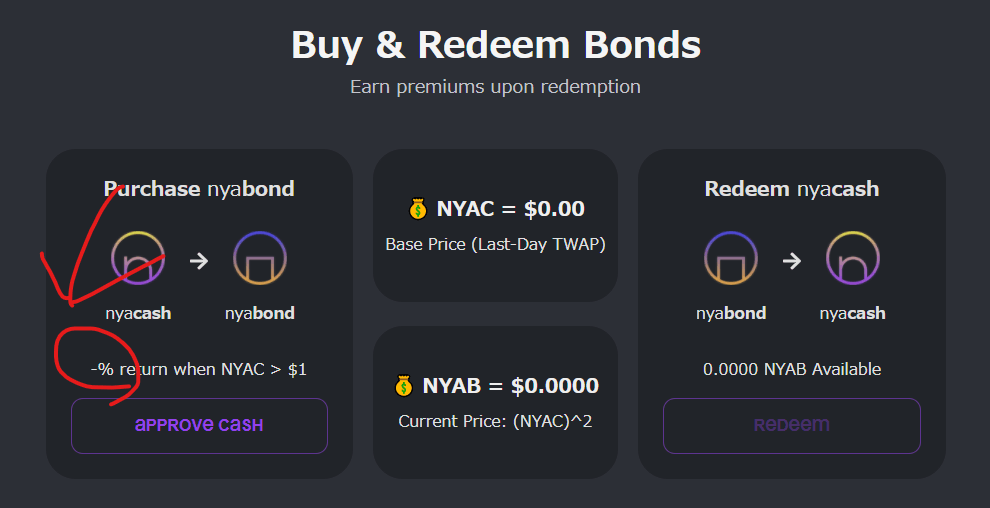 Buy & Redeem Bonds
Earn premiums upon redemption
Purchase nyabond
nyacash
nyabond
-% return when NYAC > $1
aPPROVe CaSH
NYAC = $0.00
Base Price (Last-Day TWAP)
NYAB = $0.0000
Current Price: (NYAC)^2
Redeem nyacash
nyabond
nyacash
0.0000 NYAB Available
ReDeem